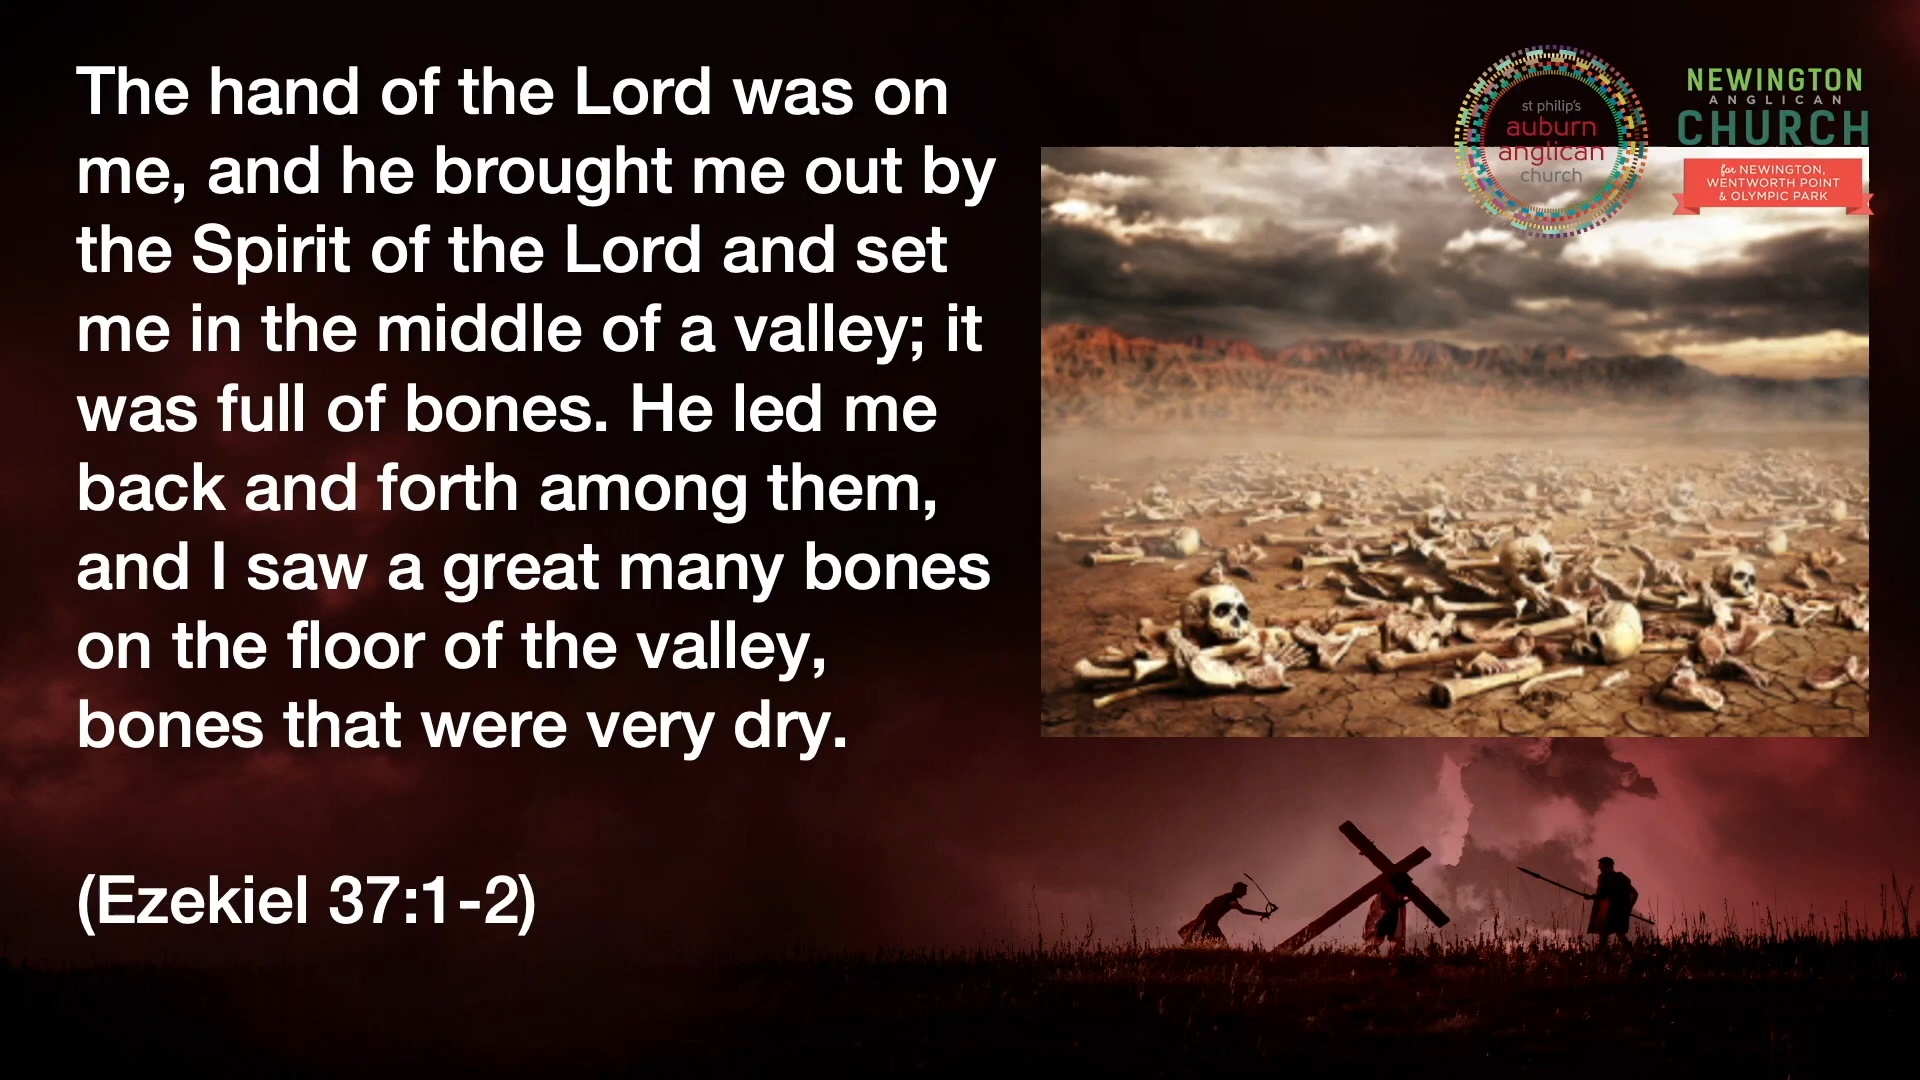 The hand of the Lord was on
me, and he brought me out by
the Spirit of the Lord and set
me in the middle of a valley; it
was full of bones. He led me
back and forth among them,
and I saw a great many bones
on the floor of the valley,
bones that were very dry.
(Ezekiel 37:1-2)
st philip's
auburn
anglican
church
NEWINGTON
ANGLICAN
CHURCH
for NEWINGTON,
WENTWORTH POINT
& OLYMPIC PARK